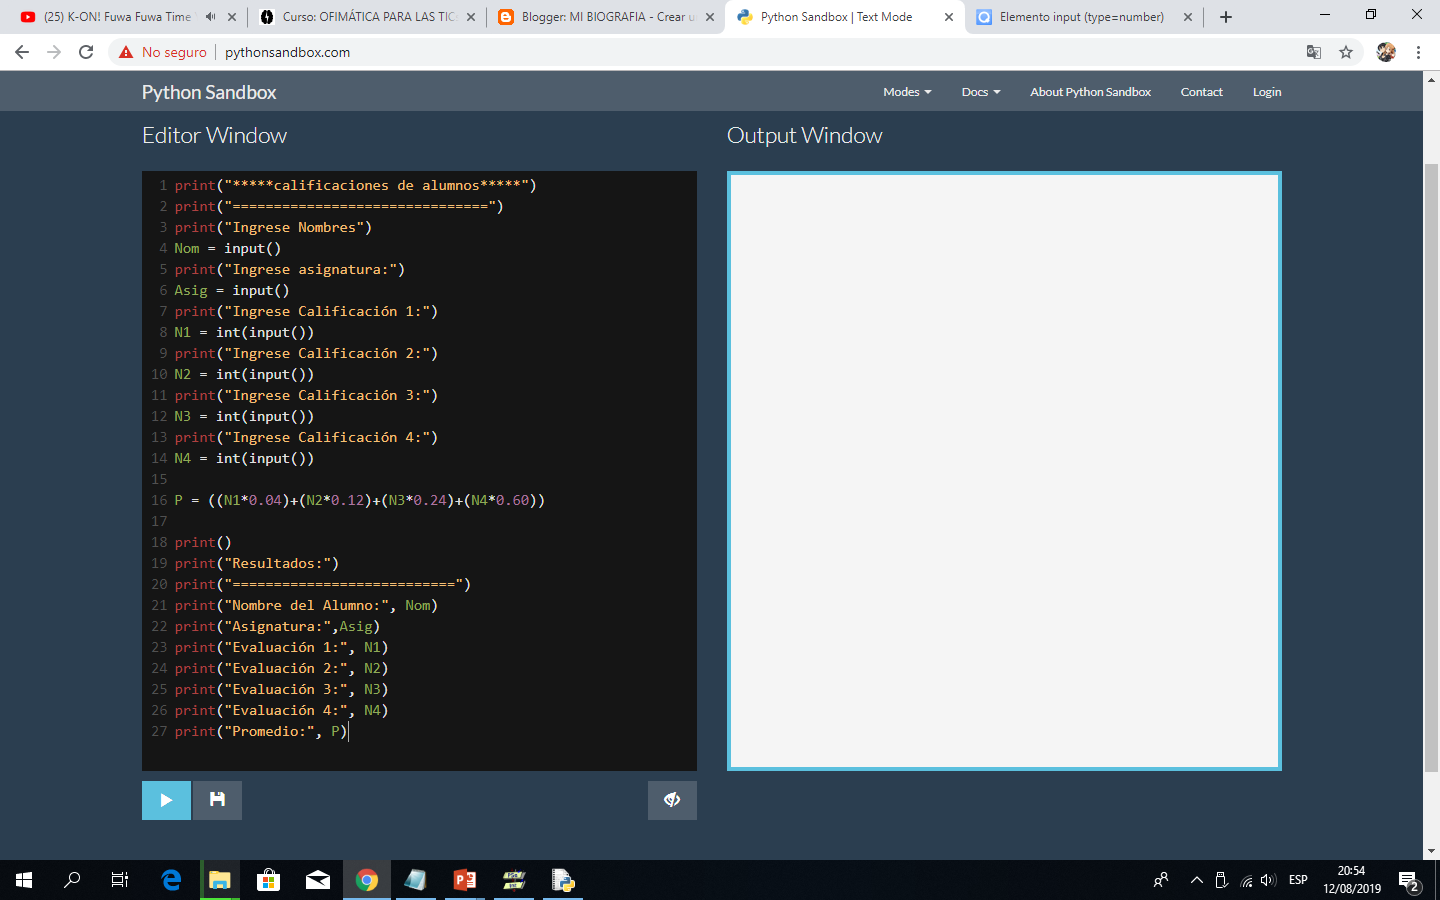 (25) K-ON! Fuwa Fuwa Time
Curso: OFIMÁTICA PARA LAS TIC
Blogger: MI BIOGRAFIA - Crear u
Python Sandbox | Text Mode
Elemento input (type=number)
No seguro
pythonsandbox.com
Python Sandbox
Modes
Docs
About Python Sandbox
Contact
Login
Editor Window
Output Window
1 print("*****calificaciones de alumnos*****")
2 print("===============================")
3 print("Ingrese Nombres")
4 Nom = input()
5 print("Ingrese asignatura:")
6 Asig = input()
7 print("Ingrese Calificación 1:")
8 N1 = int(input())
9 print("Ingrese Calificación 2:")
10 N2 = int(input())
11 print("Ingrese Calificación 3:")
12 N3 = int(input())
13 print("Ingrese Calificación 4:")
14 N4 = int(input())
15
16 P = ((N1*0.04)+(N2*0.12)+(N3*0.24)+(N4*0.60))
17
18 print()
19 print("Resultados:")
20 print("===========================")
21 print("Nombre del Alumno:", Nom)
22 print("Asignatura:",Asig)
23 print("Evaluación 1:", N1)
24 print("Evaluación 2:", N2)
25 print("Evaluación 3:", N3)
26 print("Evaluación 4:", N4)
27 print("Promedio:", P)
ESP
20:54
12/08/2019
2